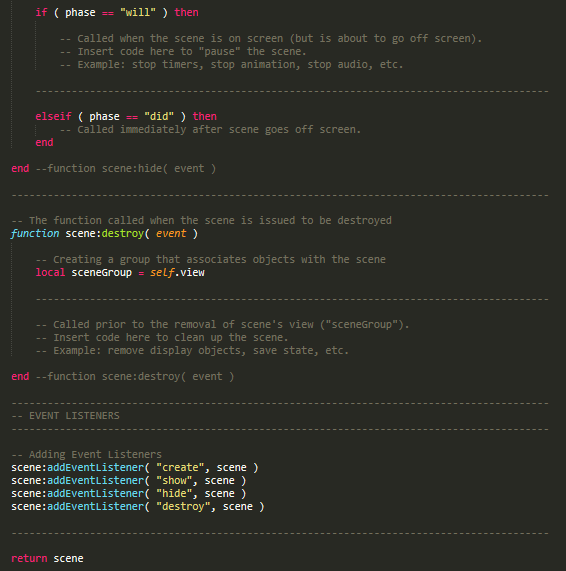 if ( phase == "will" ) then
-- Called when the scene is on screen (but is about to go off screen).
-- Insert code here to "pause" the scene.
-- Example: stop timers, stop animation, stop audio, etc.
-----------------------------------------------------------------------------------------
elseif ( phase == "did" ) then
-- Called immediately after scene goes off screen.
end
end --function scene:hide( event )
-----------------------------------------------------------------------------------------
-- The function called when the scene is issued to be destroyed
function scene:destroy( event )
-- Creating a group that associates objects with the scene
local sceneGroup = self.view
-----------------------------------------------------------------------------------------
-- Called prior to the removal of scene's view ("sceneGroup").
-- Insert code here to clean up the scene.
-- Example: remove display objects, save state, etc.
end --function scene:destroy( event )
-----------------------------------------------------------------------------------------
-- EVENT LISTENERS
-----------------------------------------------------------------------------------------
-- Adding Event Listeners
scene:addEventListener( "create", scene )
scene:addEventListener( "show", scene )
scene:addEventListener( "hide", scene )
scene:addEventListener( "destroy", scene )
-----------------------------------------------------------------------------------------
return scene